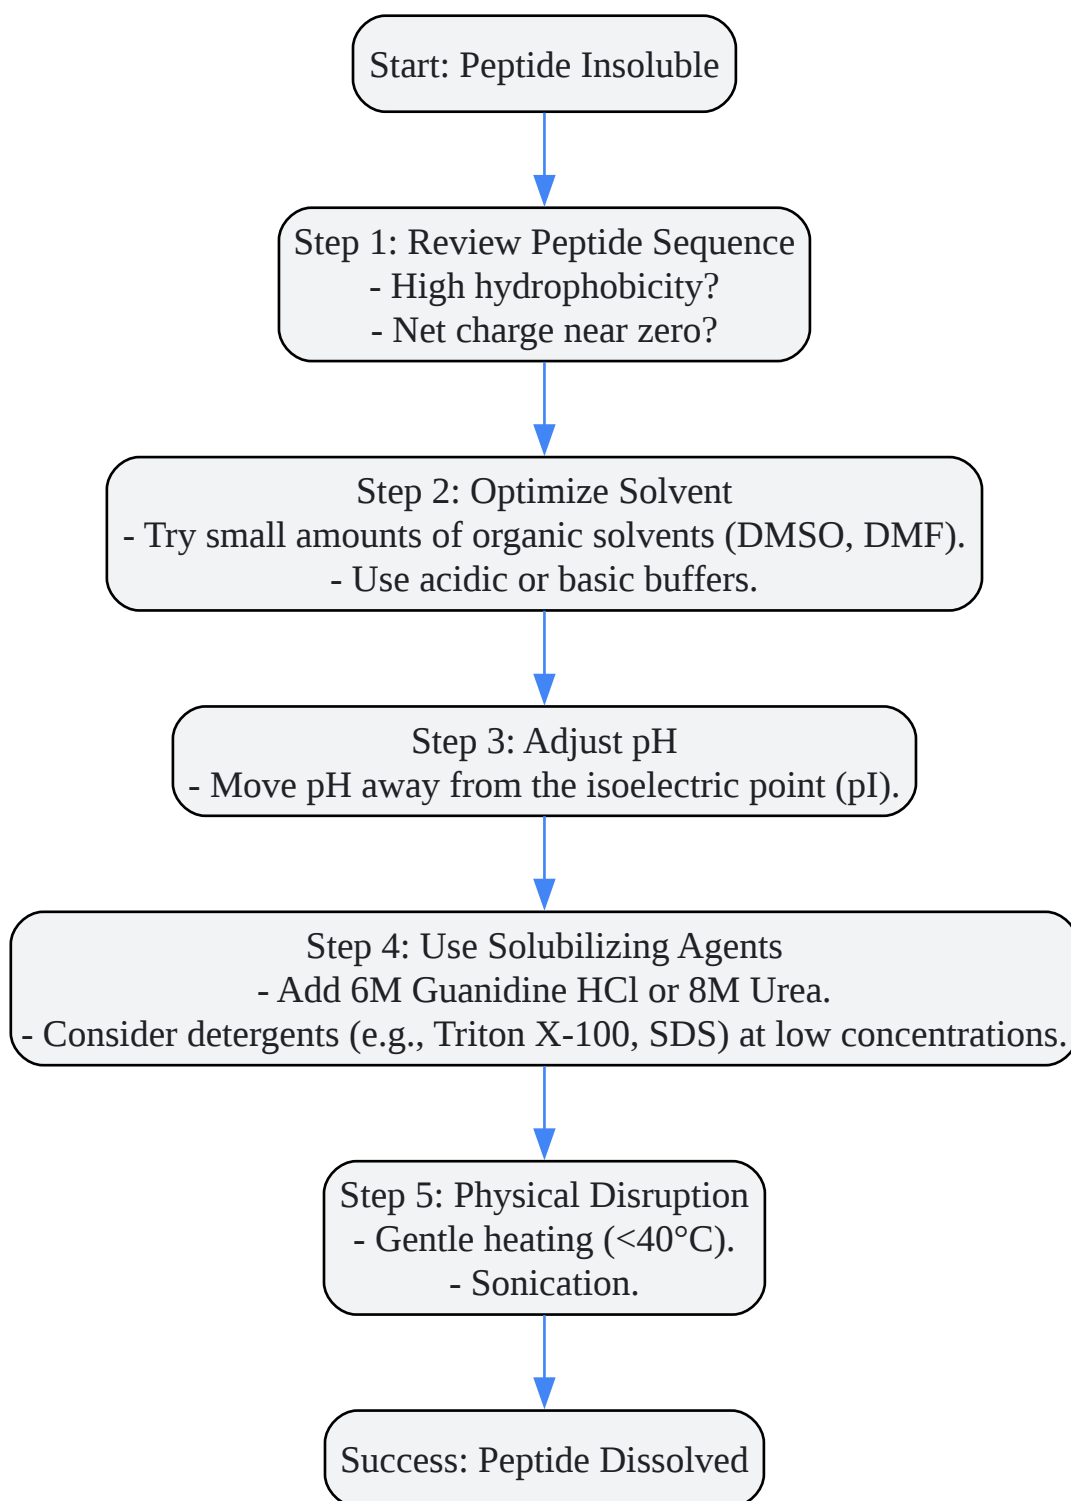 Start: Peptide Insoluble
Step 1: Review Peptide Sequence
- High hydrophobicity?
- Net charge near zero?
Step 2: Optimize Solvent
- Try small amounts of organic solvents (DMSO, DMF).
- Use acidic or basic buffers.
Step 3: Adjust pH
- Move pH away from the isoelectric point (pI).
Step 4: Use Solubilizing Agents
- Add 6M Guanidine HCl or 8M Urea.
- Consider detergents (e.g., Triton X-100, SDS) at low concentrations.
Step 5: Physical Disruption
- Gentle heating (<40°C).
- Sonication.
Success: Peptide Dissolved